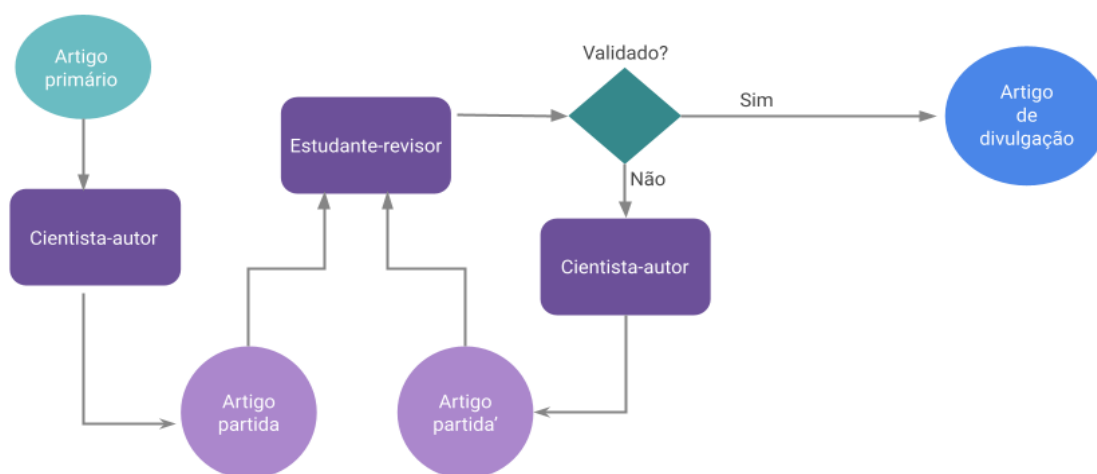 Artigo
primário
Cientista-autor
Artigo
partida
Estudante-revisor
Artigo
partida’
Validado?
Sim
Não
Cientista-autor
Artigo
de
divulgação